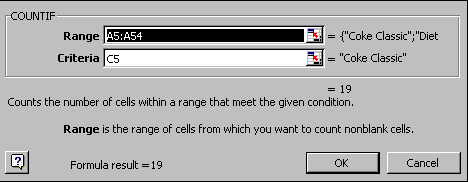 COUNTIF
Range A5:A54 = {"Coke Classic";"Diet
Criteria C5 = "Coke Classic"
= 19
Counts the number of cells within a range that meet the given condition.
Range is the range of cells from which you want to count nonblank cells.
? Formula result =19 OK Cancel